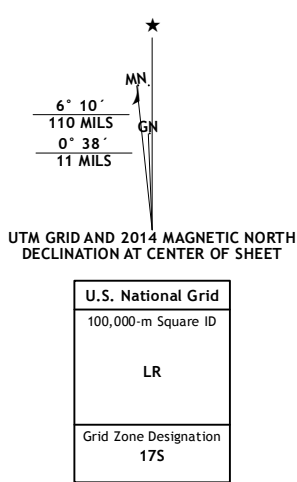 ★
MN
GN
6° 10´
110 MILS
0° 38´
11 MILS
UTM GRID AND 2014 MAGNETIC NORTH
DECLINATION AT CENTER OF SHEET
U.S. National Grid
100,000-m Square ID
LR
Grid Zone Designation
17S